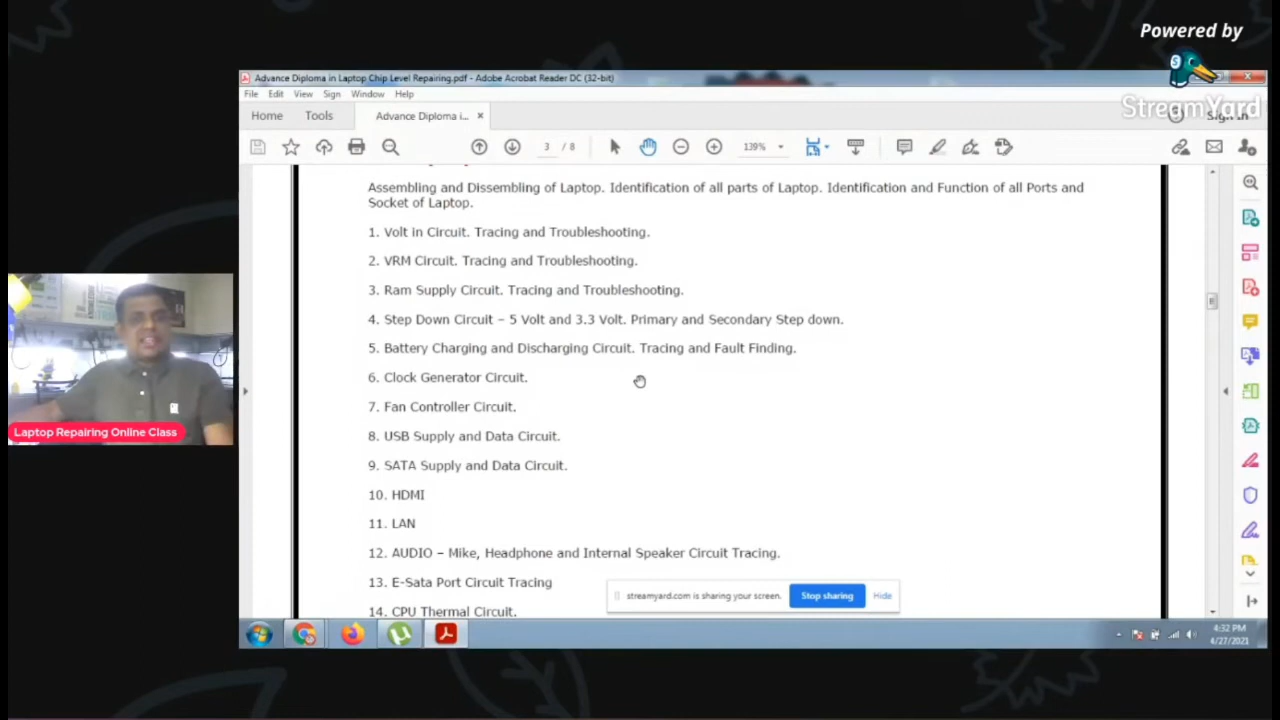 Powered by
StreamYard
Advance Diploma in Laptop Chip Level Repairing.pdf - Adobe Acrobat Reader DC (32-bit)
File Edit View Sign Window Help
Home Tools Advance Diploma i...
3 / 8 139%
Assembling and Dissembling of Laptop. Identification of all parts of Laptop. Identification and Function of all Ports and
Socket of Laptop.
1. Volt in Circuit. Tracing and Troubleshooting.
2. VRM Circuit. Tracing and Troubleshooting.
3. Ram Supply Circuit. Tracing and Troubleshooting.
4. Step Down Circuit – 5 Volt and 3.3 Volt. Primary and Secondary Step down.
5. Battery Charging and Discharging Circuit. Tracing and Fault Finding.
6. Clock Generator Circuit.
7. Fan Controller Circuit.
8. USB Supply and Data Circuit.
9. SATA Supply and Data Circuit.
10. HDMI
11. LAN
12. AUDIO – Mike, Headphone and Internal Speaker Circuit Tracing.
13. E-Sata Port Circuit Tracing
14. CPU Thermal Circuit.
Laptop Repairing Online Class
streamyard.com is sharing your screen. Stop sharing Hide
4:32 PM
4/27/2021